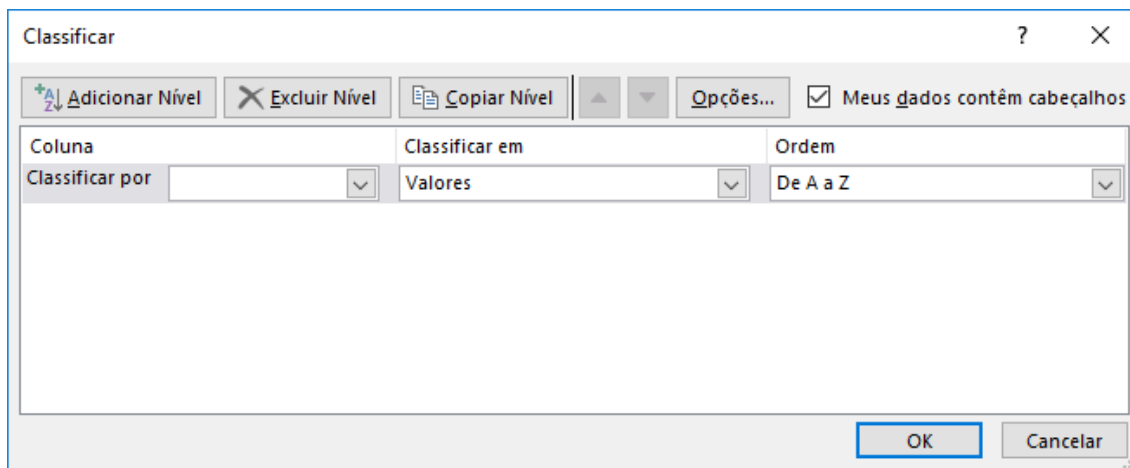 Classificar ?
Adicionar Nível Excluir Nível Copiar Nível Opções... Meus dados contêm cabeçalhos
Coluna Classificar em Ordem
Classificar por Valores De A a Z
OK Cancelar